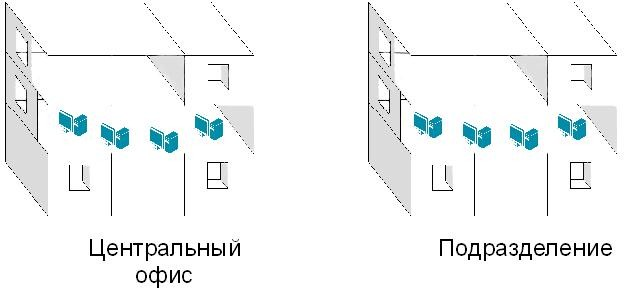 Центральный
офис
Подразделение